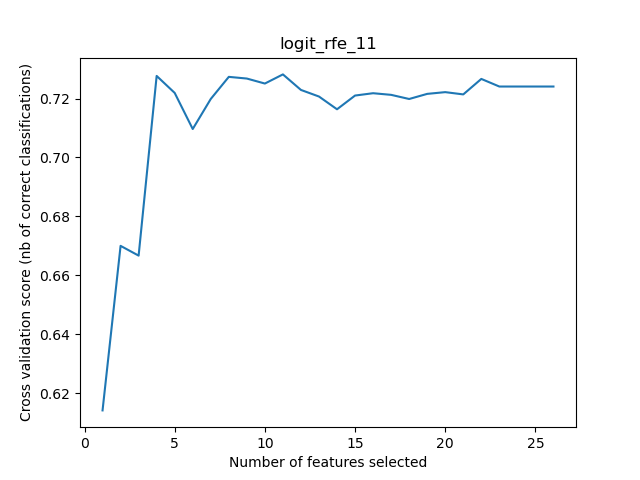 logit_rfe_11
Cross validation score (nb of correct classifications)
0.72
0.70
0.68
0.66
0.64
0.62
0 5 10 15 20 25
Number of features selected